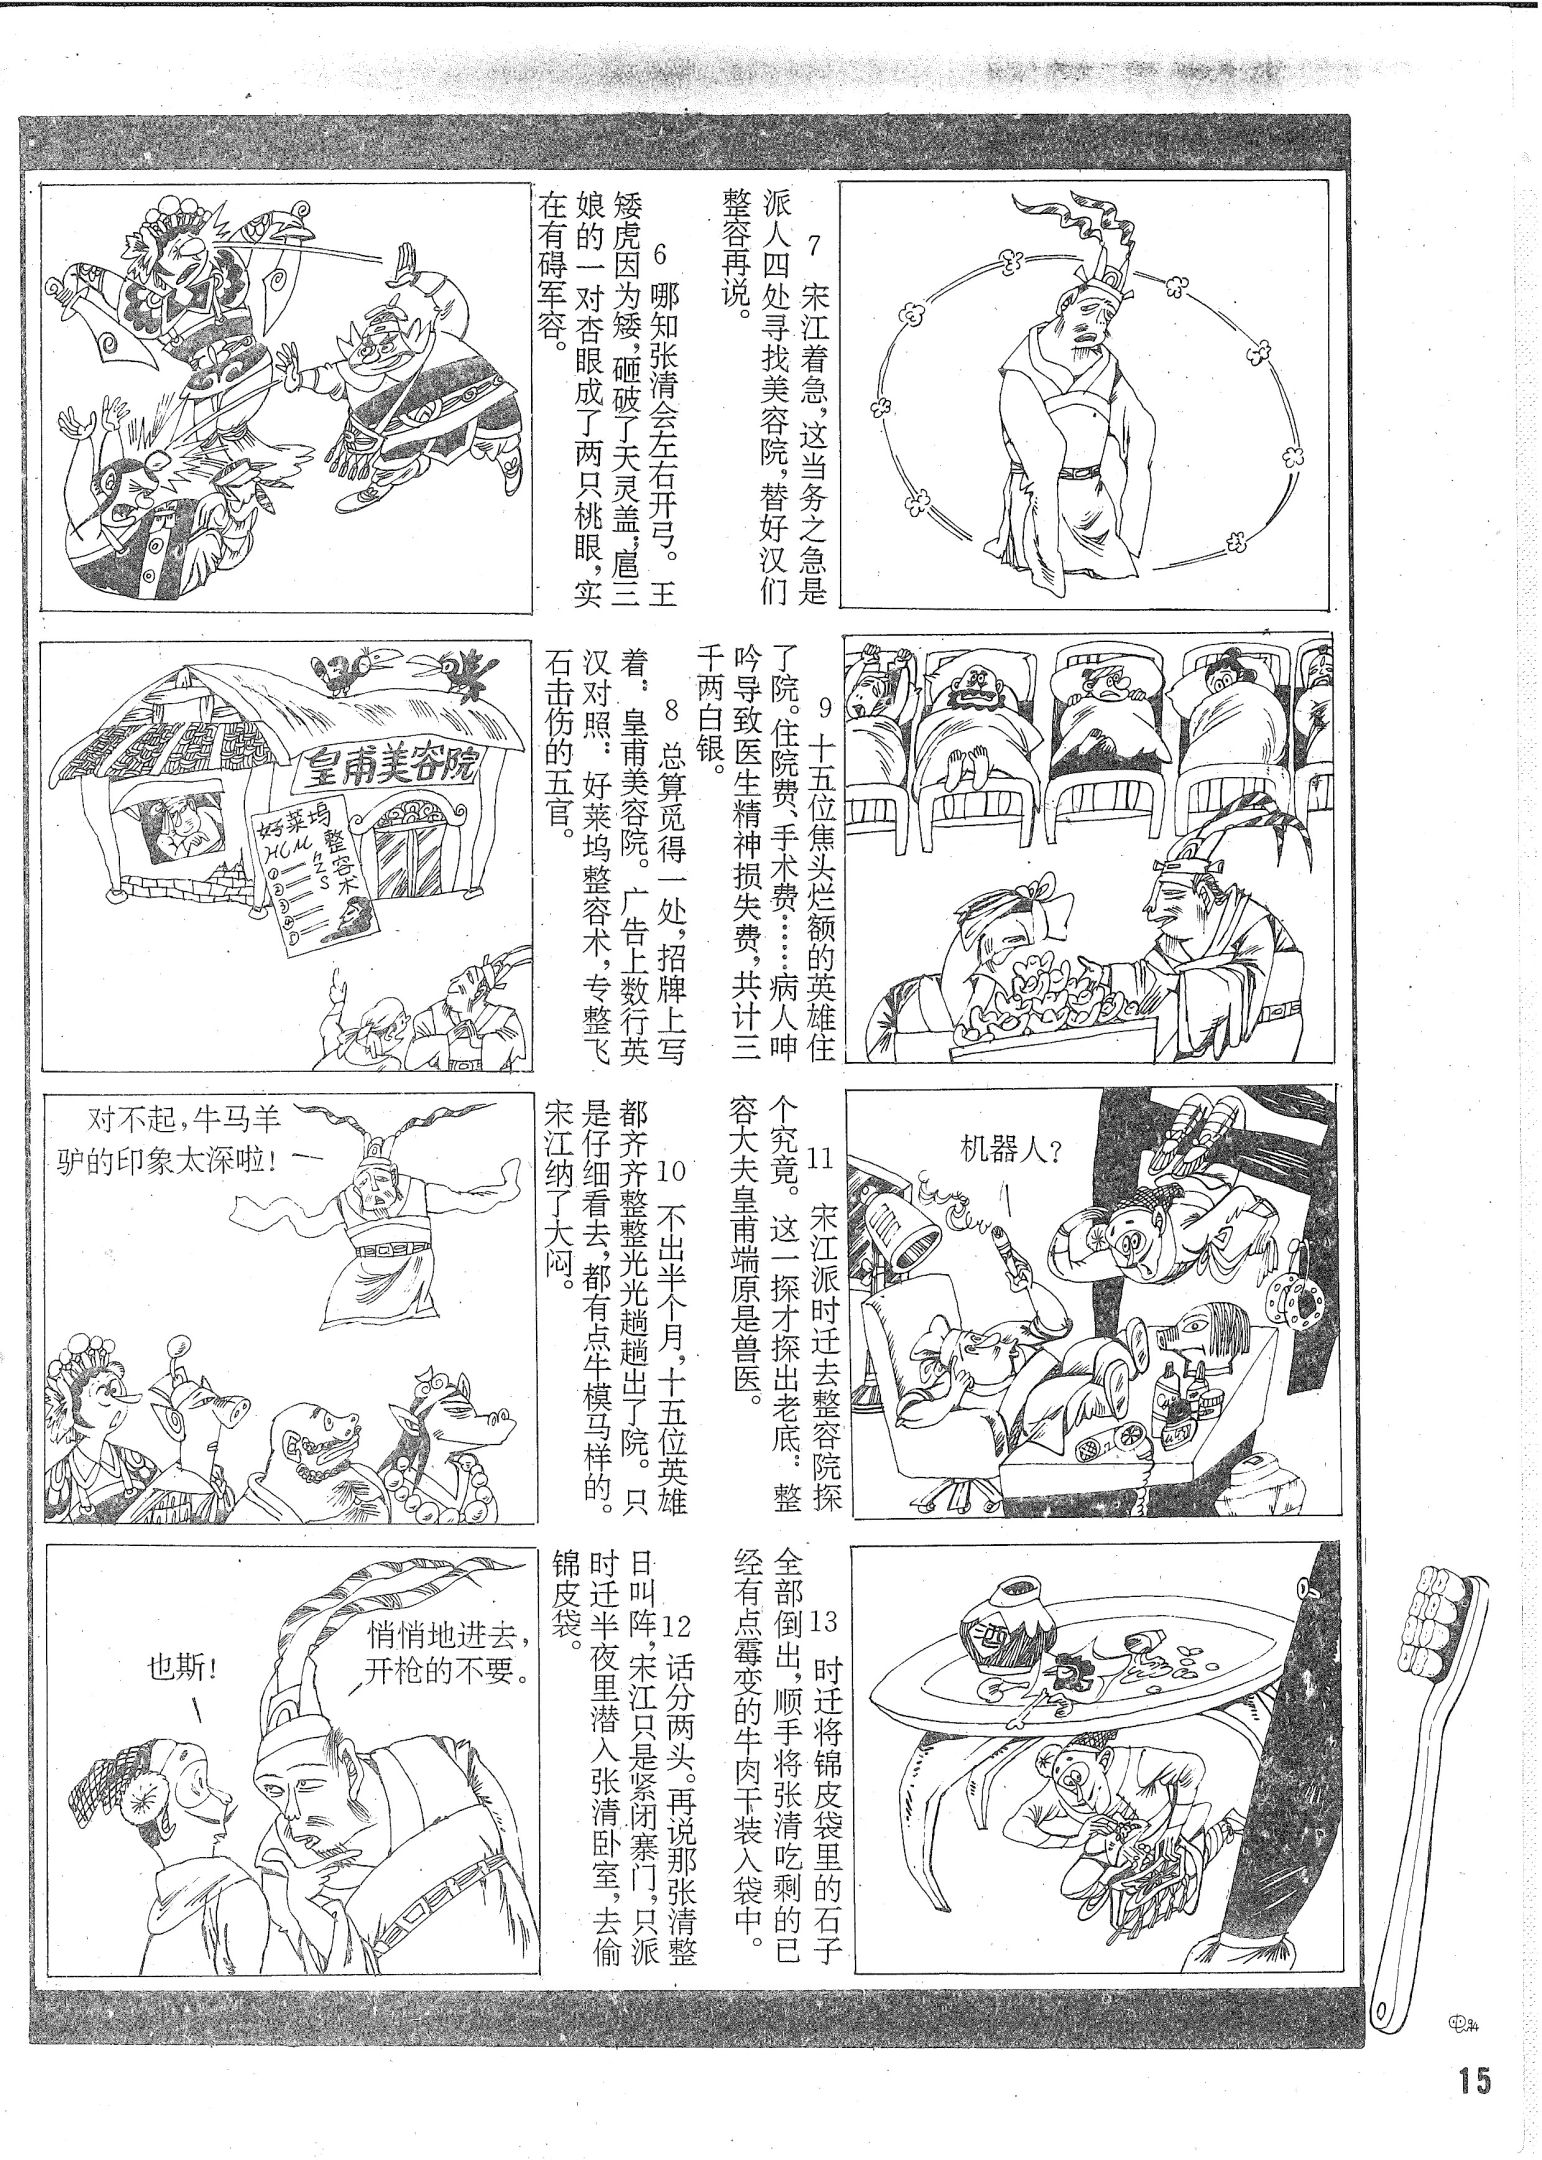 6 哪知张清会左右开弓。王
矮虎因为矮,砸破了天灵盖;扈三
娘的一对杏眼成了两只桃眼,实
在有碍军容。
7 宋江着急,这当务之急是
派人四处寻找美容院,替好汉们
整容再说。
皇甫美容院
好莱坞
整容术
8 总算觅得一处,招牌上写
着:皇甫美容院。广告上数行英
汉对照:好莱坞整容术,专整飞
石击伤的五官。
9 十五位焦头烂额的英雄住
了院。住院费、手术费……病人呻
吟导致医生精神损失费,共计三
千两白银。
对不起,牛马羊
驴的印象太深啦!
10 不出半个月,十五位英雄
都齐齐整整光光趟趟出了院。只
是仔细看去,都有点牛模马样的。
宋江纳了大闷。
11 宋江派时迁去整容院探
个究竟。这一探才探出老底:整
容大夫皇甫端原是兽医。
机器人?
也斯!
悄悄地进去,
开枪的不要。
12 话分两头。再说那张清整
日叫阵,宋江只是紧闭寨门,只派
时迁半夜里潜入张清卧室,去偷
锦皮袋。
13 时迁将锦皮袋里的石子
全部倒出,顺手将张清吃剩的已
经有点霉变的牛肉干装入袋中。
酒
15